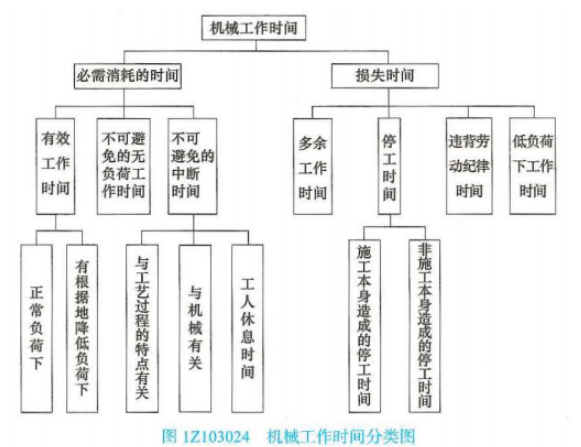 机械工作时间
必需消耗的时间
损失时间
有效
工作
时间
不可避
免的无
负荷工
作时间
不可
避免的
中断
时间
多余
工作
时间
停工时间
违背劳
动纪律
时间
低负荷
下工作
时间
正常负荷下
有根据地降低负荷下
与工艺过程的特点有关
与机械有关
工人休息时间
施工本身造成的停工时间
非施工本身造成的停工时间
图 1Z103024 机械工作时间分类图